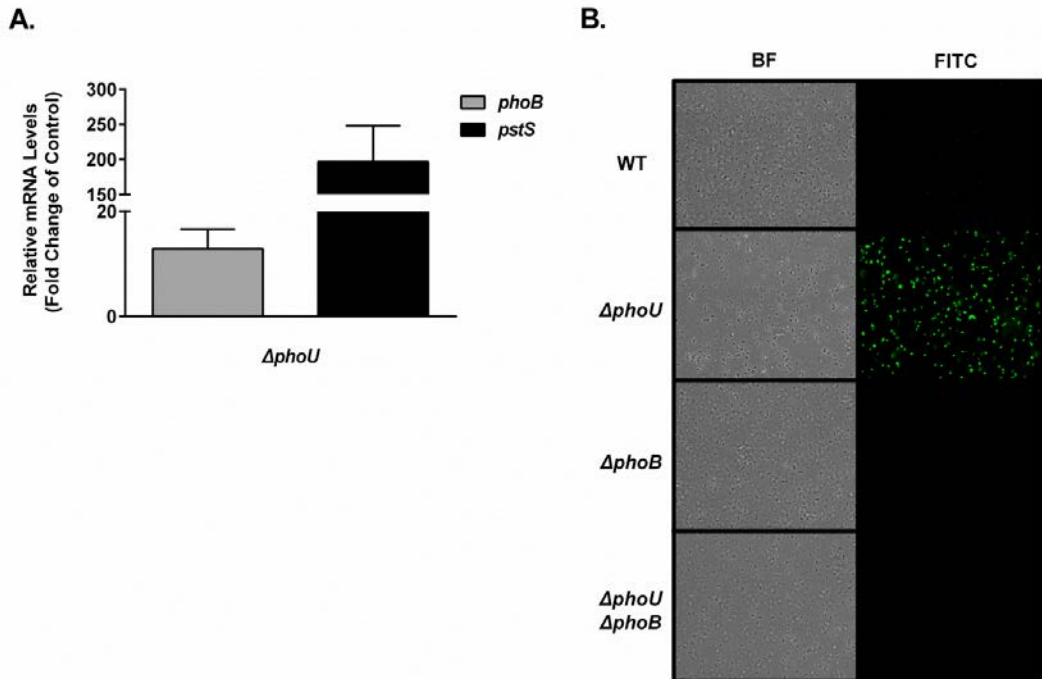 A.
Relative mRNA Levels
(Fold Change of Control)
300
250
200
150
20
0
phoB
pstS
ΔphoU
B.
BF
FITC
WT
ΔphoU
ΔphoB
ΔphoU
ΔphoB